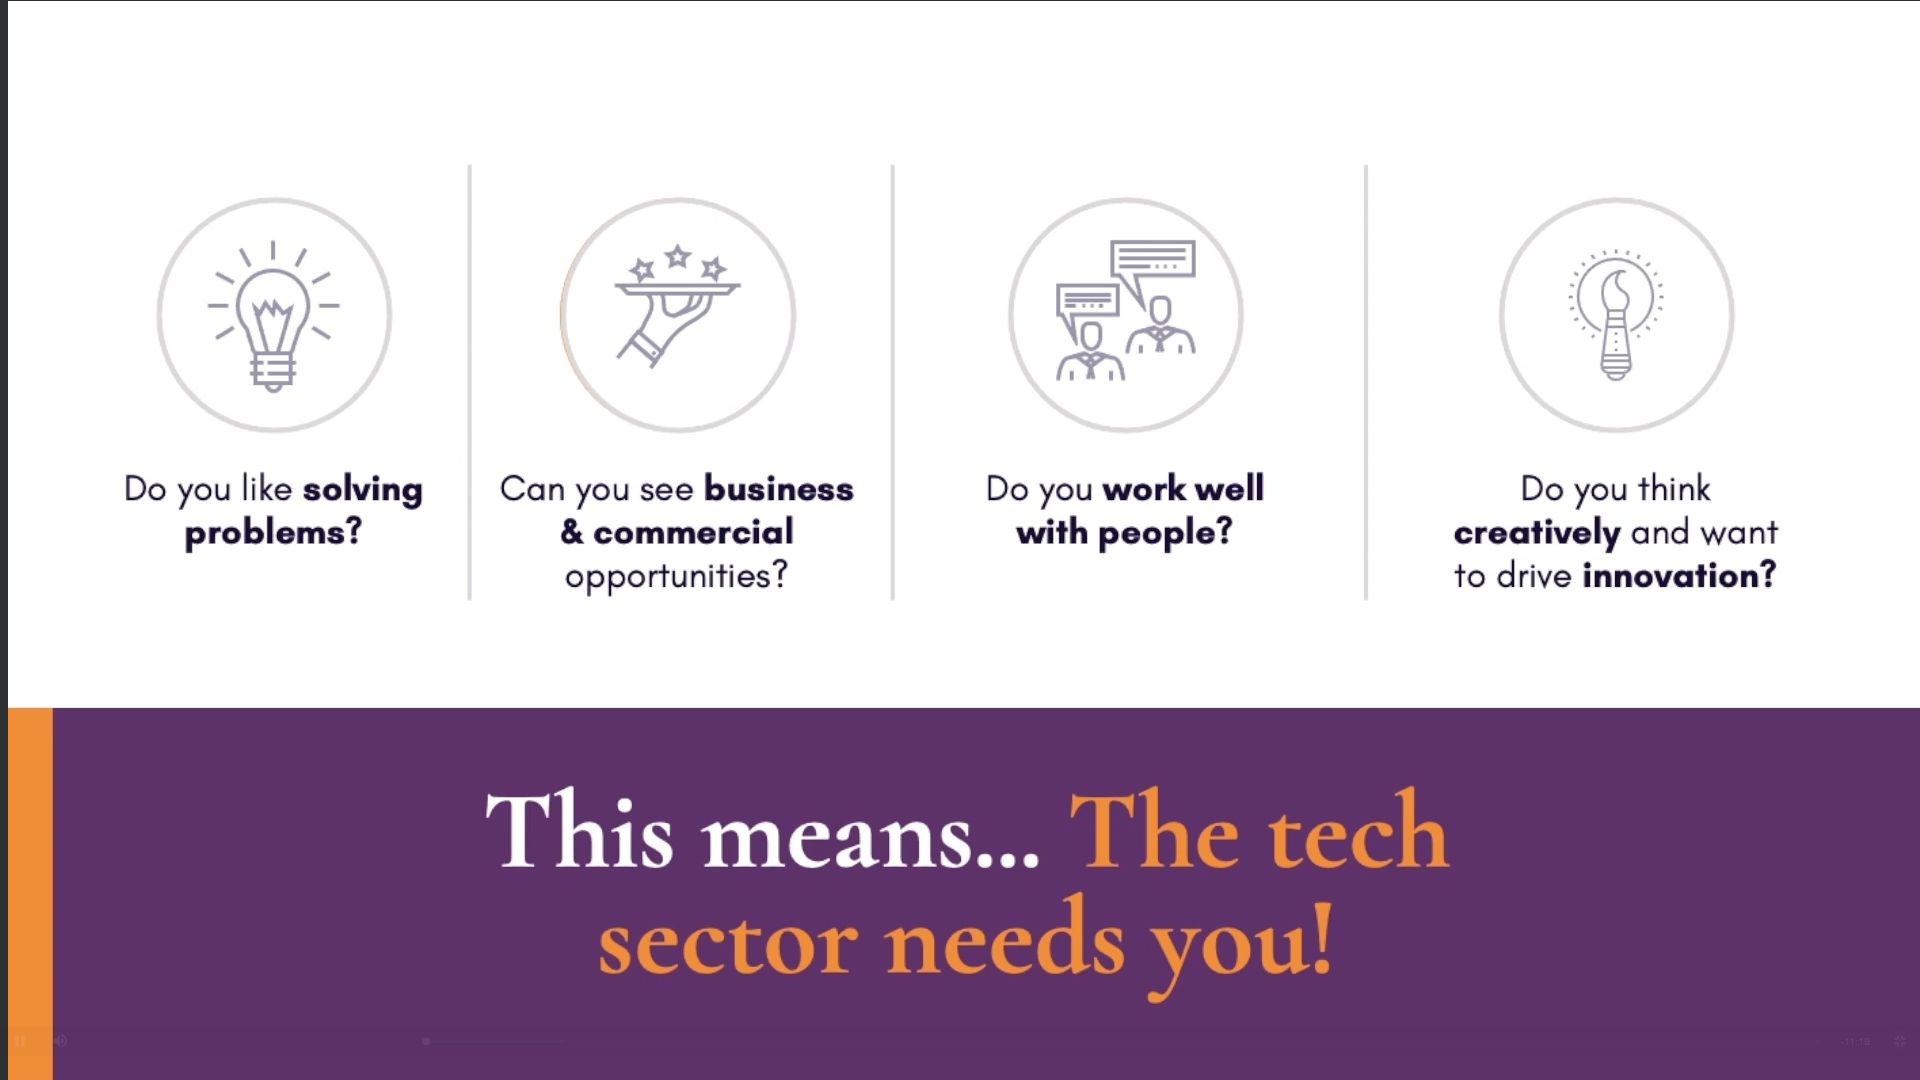 Do you like solving
problems?
Can you see business
& commercial
opportunities?
Do you work well
with people?
Do you think
creatively and want
to drive innovation?
This means... The tech
sector needs you!